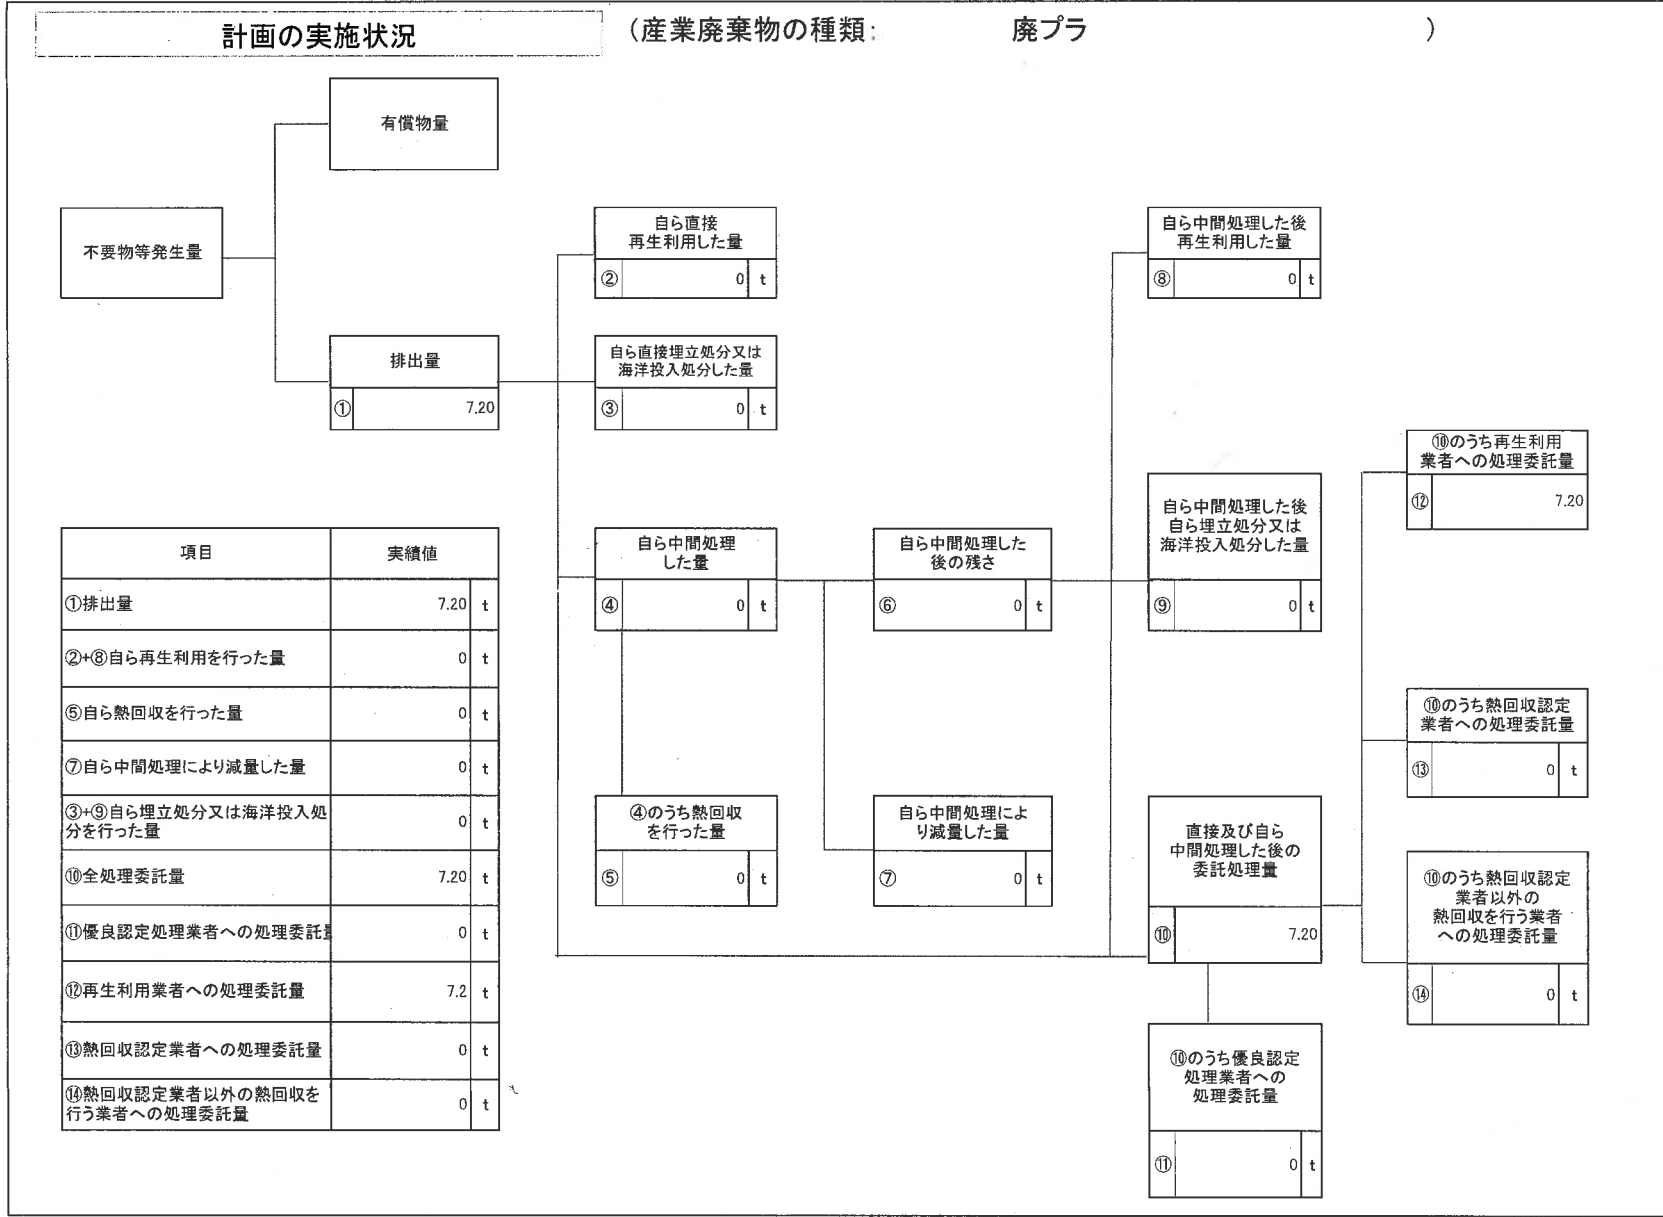 計画の実施状況
（産業廃棄物の種類: 廃プラ ）
有償物量
不要物等発生量
排出量
① 7.20
自ら直接
再生利用した量
② 0 t
自ら直接埋立処分又は
海洋投入処分した量
③ 0 t
自ら中間処理
した量
④ 0 t
④のうち熱回収
を行った量
⑤ 0 t
自ら中間処理した
後の残さ
⑥ 0 t
自ら中間処理によ
り減量した量
⑦ 0 t
自ら中間処理した後
再生利用した量
⑧ 0 t
自ら中間処理した後
自ら埋立処分又は
海洋投入処分した量
⑨ 0 t
直接及び自ら
中間処理した後の
委託処理量
⑩ 7.20
⑩のうち優良認定
処理業者への
処理委託量
⑪ 0 t
⑩のうち再生利用
業者への処理委託量
⑫ 7.20
⑩のうち熱回収認定
業者への処理委託量
⑬ 0 t
⑩のうち熱回収認定
業者以外の
熱回収を行う業者
への処理委託量
⑭ 0 t
項目 実績値
①排出量 7.20 t
②+⑧自ら再生利用を行った量 0 t
⑤自ら熱回収を行った量 0 t
⑦自ら中間処理により減量した量 0 t
③+⑨自ら埋立処分又は海洋投入処
分を行った量 0 t
⑩全処理委託量 7.20 t
⑪優良認定処理業者への処理委託量 0 t
⑫再生利用業者への処理委託量 7.2 t
⑬熱回収認定業者への処理委託量 0 t
⑭熱回収認定業者以外の熱回収を
行う業者への処理委託量 0 t